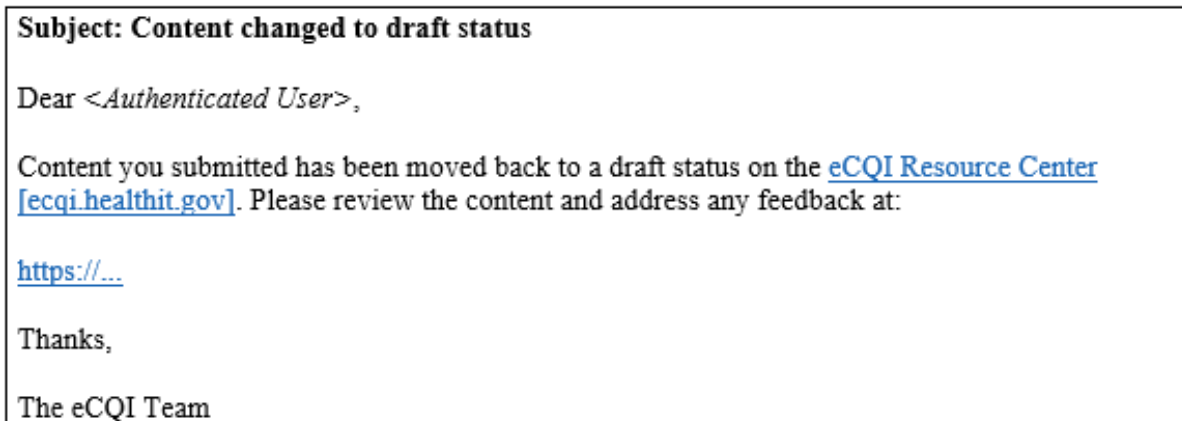 Subject: Content changed to draft status
Dear <Authenticated User>,
Content you submitted has been moved back to a draft status on the eCQI Resource Center
[ecqi.healthit.gov]. Please review the content and address any feedback at:
https://...
Thanks,
The eCQI Team